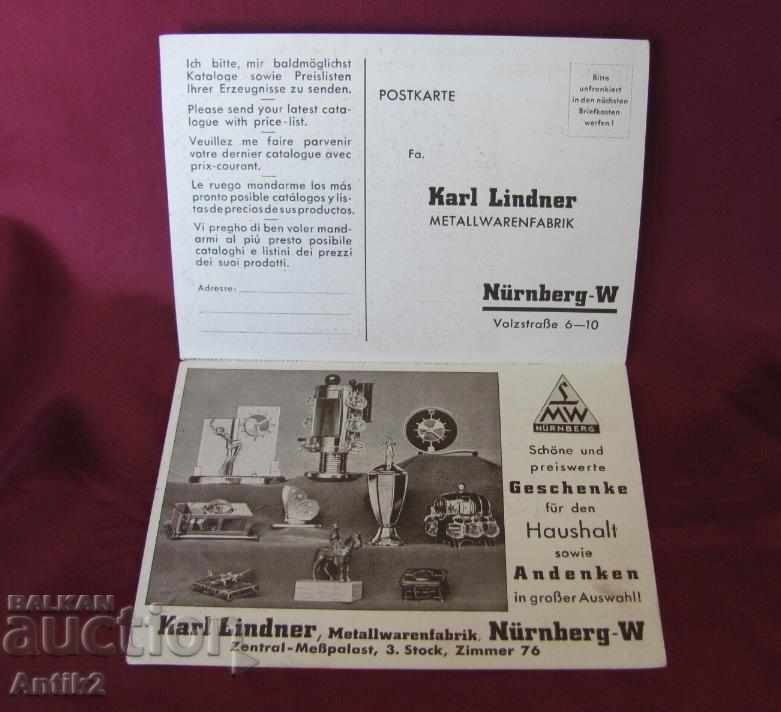 Ich bitte, mir baldmöglichst
Kataloge sowie Preislisten
Ihrer Erzeugnisse zu senden.
Please send your latest cata-
logue with price-list.
Veuillez me faire parvenir
votre dernier catalogue avec
prix-courant.
Le ruego mandarme los más
pronto posible catálogos y lis-
tas de precios de sus productos.
Vi pregho di ben voler mand-
armi al piú presto posibile
cataloghi e listini dei prezzi
dei suoi prodotti.
Adresse:
POSTKARTE
Bitte
unfrankiert
in den nächsten
Briefkasten
werfen!
Fa.
Karl Lindner
METALLWARENFABRIK
Nürnberg-W
Volzstraße 6—10
L
MW
NÜRNBERG
Schöne und
preiswerte
Geschenke
für den
Haushalt
sowie
Andenken
in großer Auswahl!
Karl Lindner, Metallwarenfabrik, Nürnberg-W
Zentral-Meßpalast, 3. Stock, Zimmer 76
BALKAN
auction
Antik2